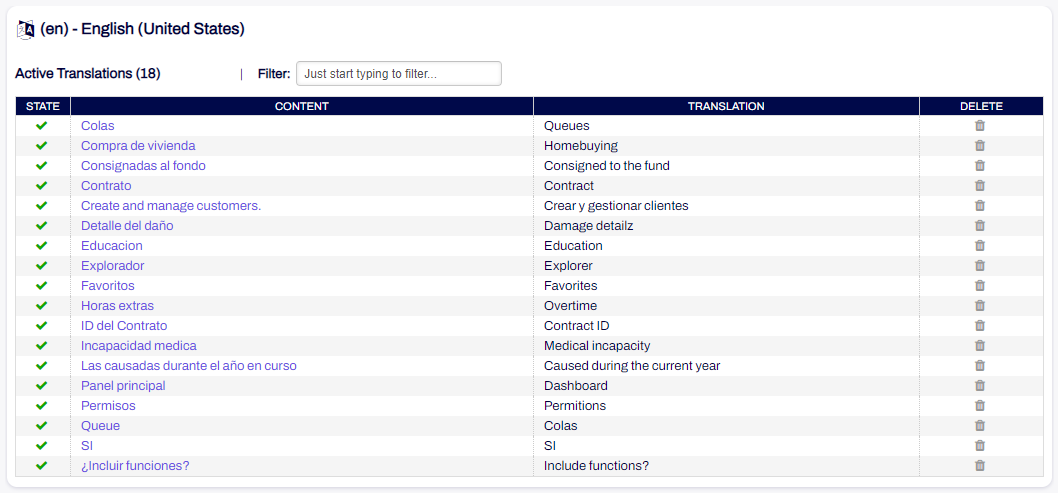 (en) - English (United States)
Active Translations (18) | Filter: Just start typing to filter...
STATE CONTENT TRANSLATION DELETE
Colas Queues
Compra de vivienda Homebuying
Consignadas al fondo Consigned to the fund
Contrato Contract
Create and manage customers. Crear y gestionar clientes
Detalle del daño Damage detailz
Educacion Education
Explorador Explorer
Favoritos Favorites
Horas extras Overtime
ID del Contrato Contract ID
Incapacidad medica Medical incapacity
Las causadas durante el año en curso Caused during the current year
Panel principal Dashboard
Permisos Permitions
Queue Colas
SI SI
¿Incluir funciones? Include functions?